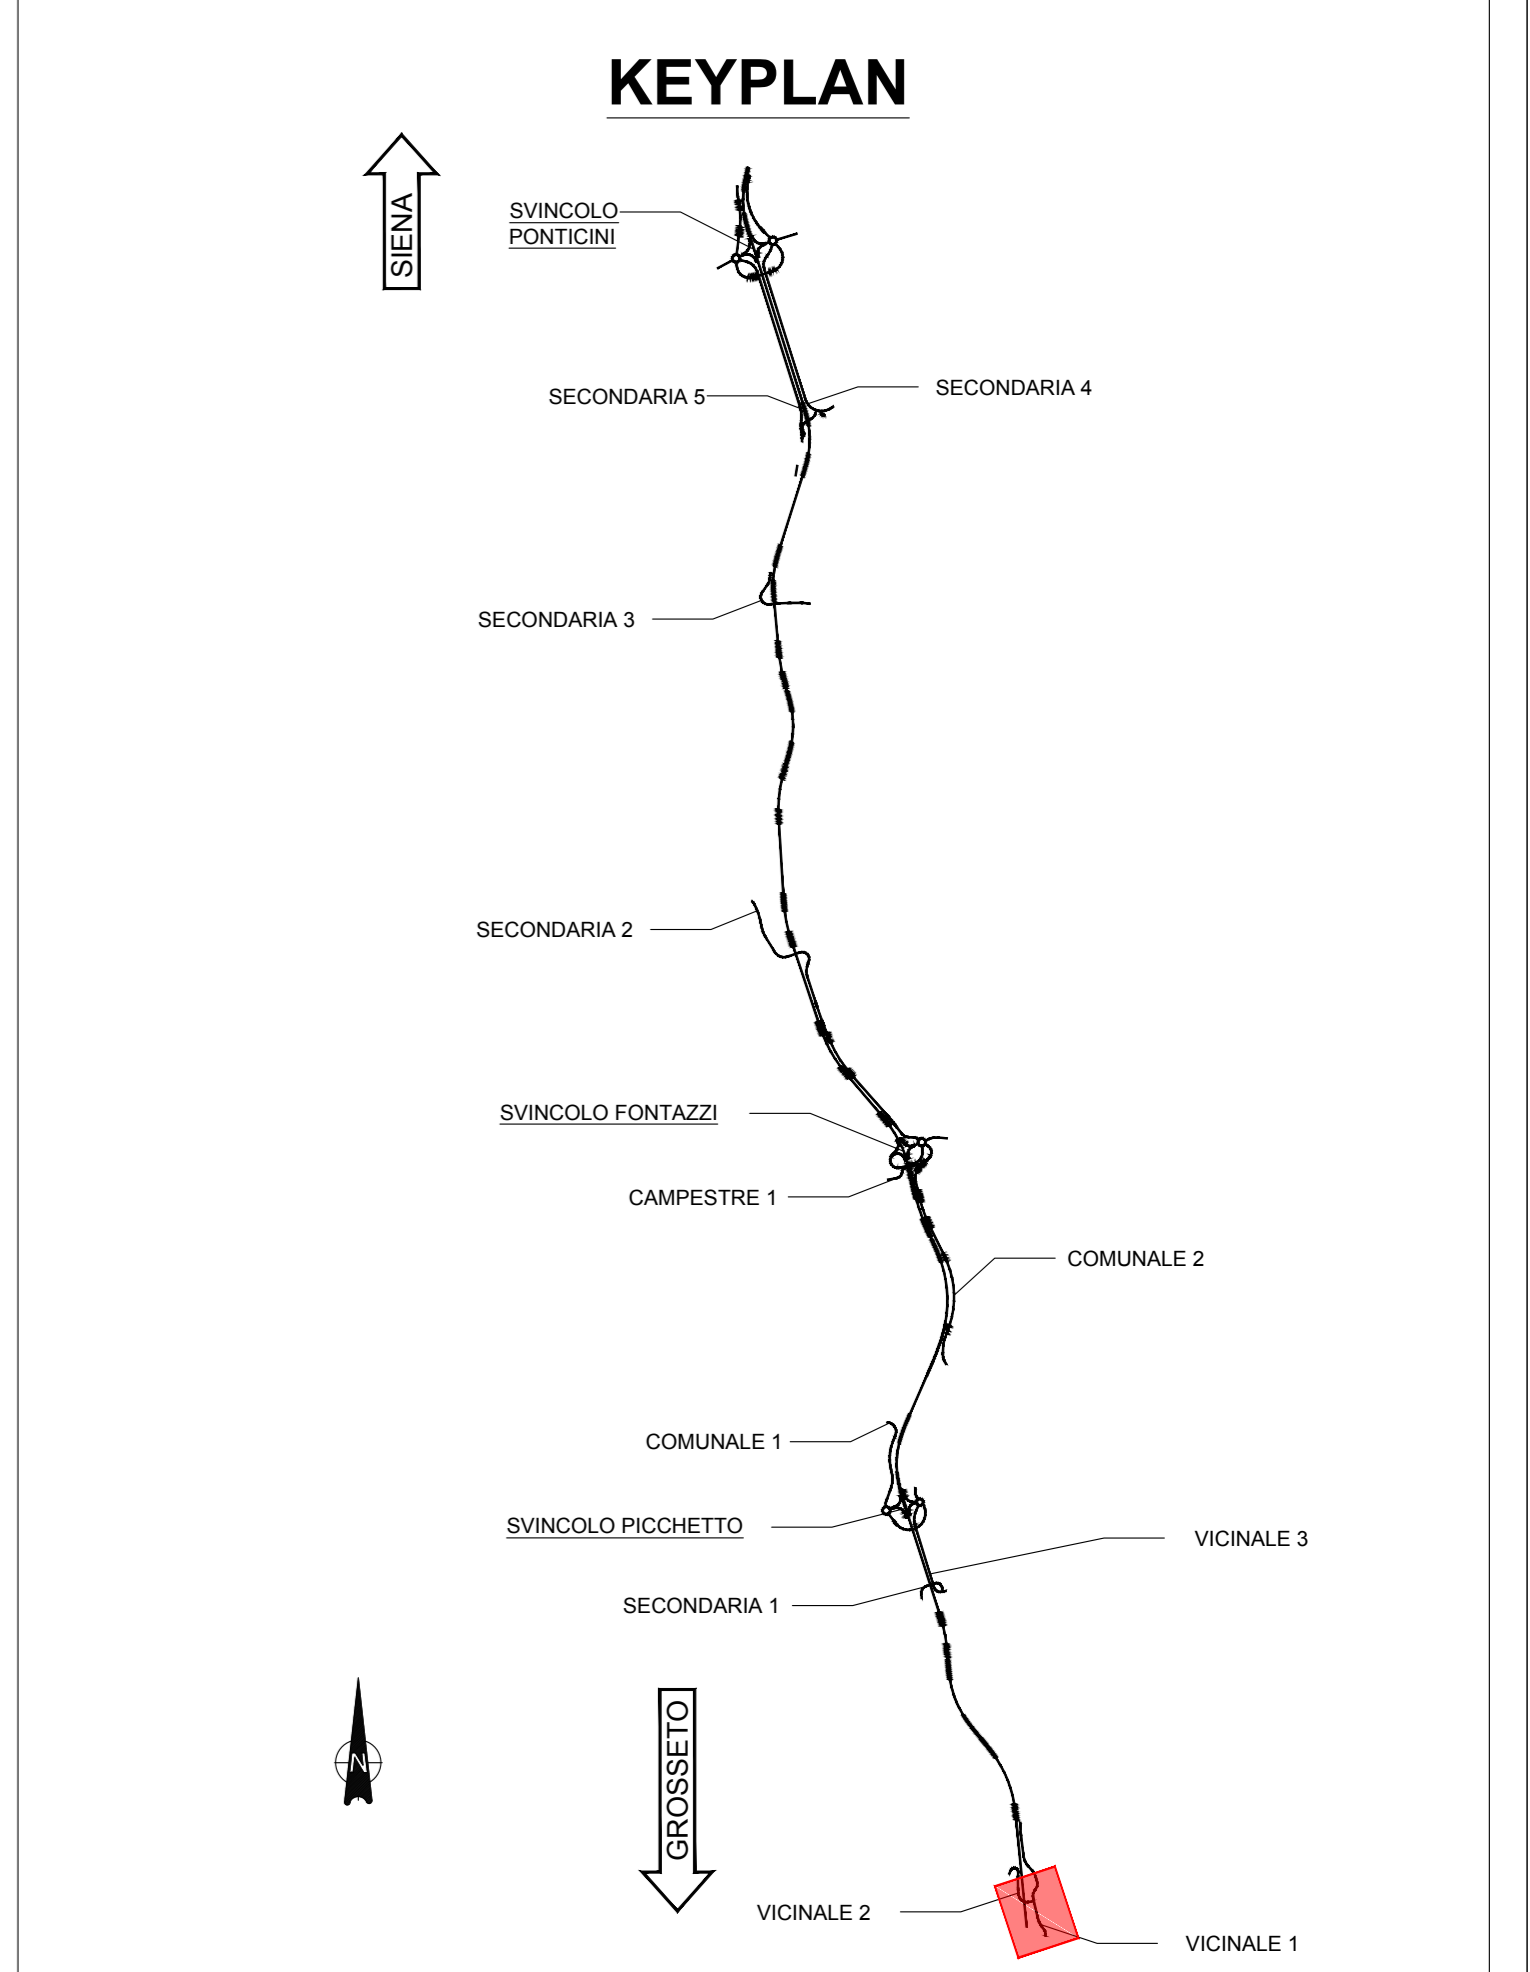 KEYPLAN
SIENA
SVINCOLO
PONTICINI
SECONDARIA 4
SECONDARIA 5
SECONDARIA 3
SECONDARIA 2
SVINCOLO FONTAZZI
CAMPESTRE 1
COMUNALE 2
COMUNALE 1
SVINCOLO PICCHETTO
VICINALE 3
SECONDARIA 1
N
GROSSETO
VICINALE 2
VICINALE 1